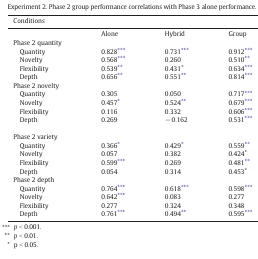 Experiment 2. Phase 2 group performance correlations with Phase 3 alone performance.
Conditions
Alone Hybrid Group
Phase 2 quantity
Quantity 0.828*** 0.731*** 0.912***
Novelty 0.568*** 0.260 0.510**
Flexibility 0.539** 0.431* 0.634***
Depth 0.656** 0.551** 0.814***
Phase 2 novelty
Quantity 0.305 0.050 0.717***
Novelty 0.457* 0.524** 0.679***
Flexibility 0.116 0.332 0.606***
Depth 0.269 −0.162 0.531***
Phase 2 variety
Quantity 0.366* 0.429* 0.559**
Novelty 0.057 0.382 0.424*
Flexibility 0.599*** 0.269 0.481**
Depth 0.054 0.314 0.453*
Phase 2 depth
Quantity 0.764*** 0.618*** 0.598***
Novelty 0.642*** 0.083 0.277
Flexibility 0.277 0.324 0.348
Depth 0.761*** 0.494** 0.595***
*** p < 0.001.
** p < 0.01.
* p < 0.05.